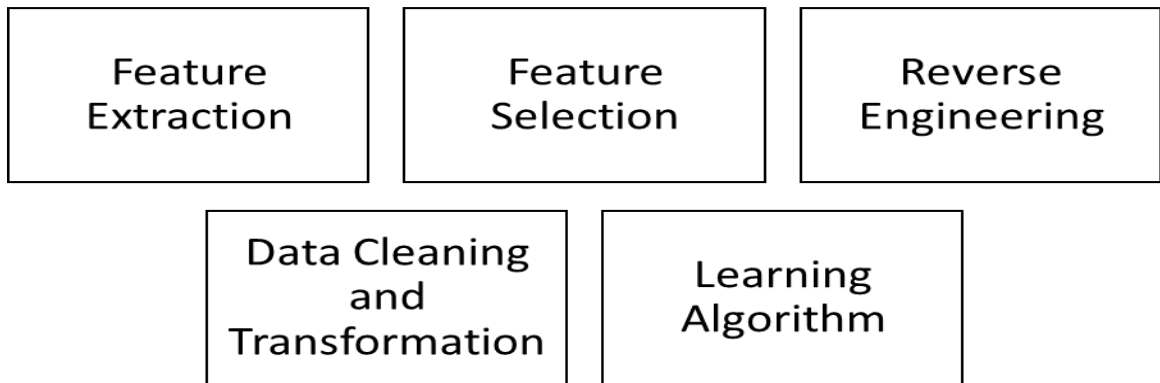 Feature
Extraction
Feature
Selection
Reverse
Engineering
Data Cleaning
and
Transformation
Learning
Algorithm